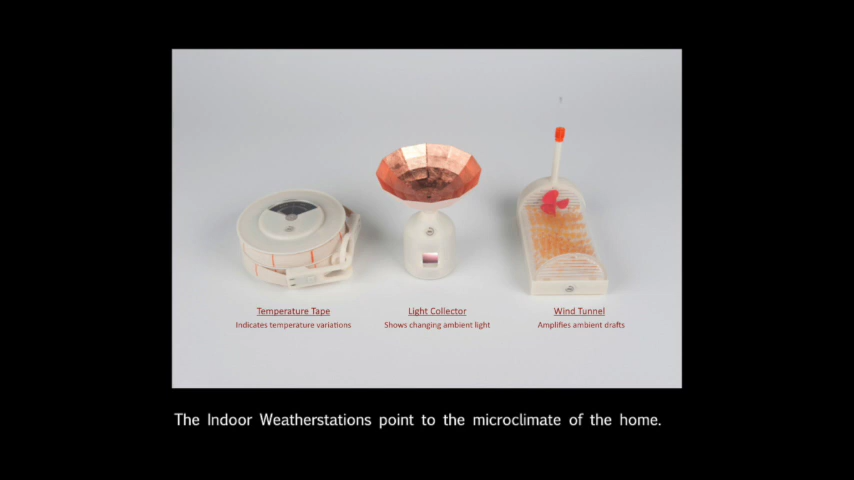 Temperature Tape
Indicates temperature variations
Light Collector
Shows changing ambient light
Wind Tunnel
Amplifies ambient drafts
The Indoor Weatherstations point to the microclimate of the home.